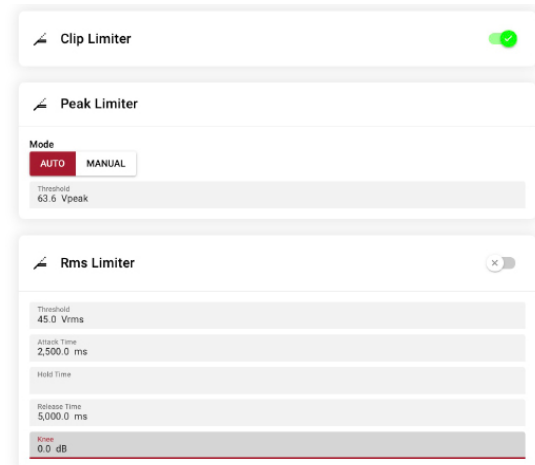 Clip Limiter
Peak Limiter
Mode
AUTO MANUAL
Threshold
63.6 Vpeak
Rms Limiter
Threshold
45.0 Vrms
Attack Time
2,500.0 ms
Hold Time
Release Time
5,000.0 ms
Knee
0.0 dB